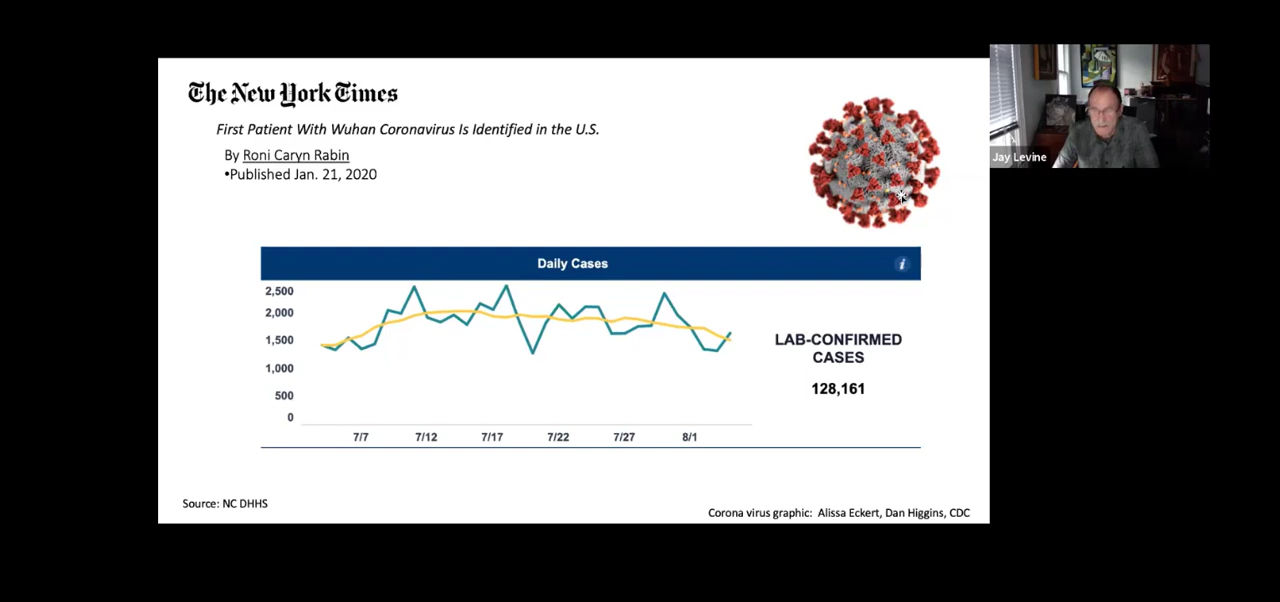 The New York Times
First Patient With Wuhan Coronavirus Is Identified in the U.S.
By Roni Caryn Rabin
•Published Jan. 21, 2020
Jay Levine
Daily Cases
i
2,500
2,000
1,500
1,000
500
0
7/7 7/12 7/17 7/22 7/27 8/1
LAB-CONFIRMED
CASES
128,161
Source: NC DHHS
Corona virus graphic: Alissa Eckert, Dan Higgins, CDC